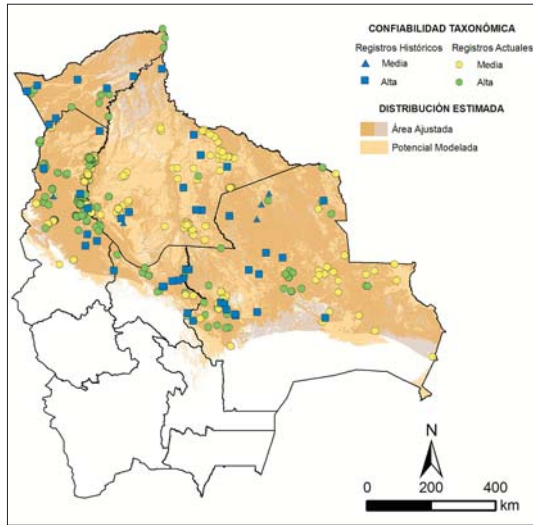 CONFIABILIDAD TAXONÓMICA
Registros Históricos Registros Actuales
Media Media
Alta Alta
DISTRIBUCIÓN ESTIMADA
Área Ajustada
Potencial Modelada
N
0 200 400
km